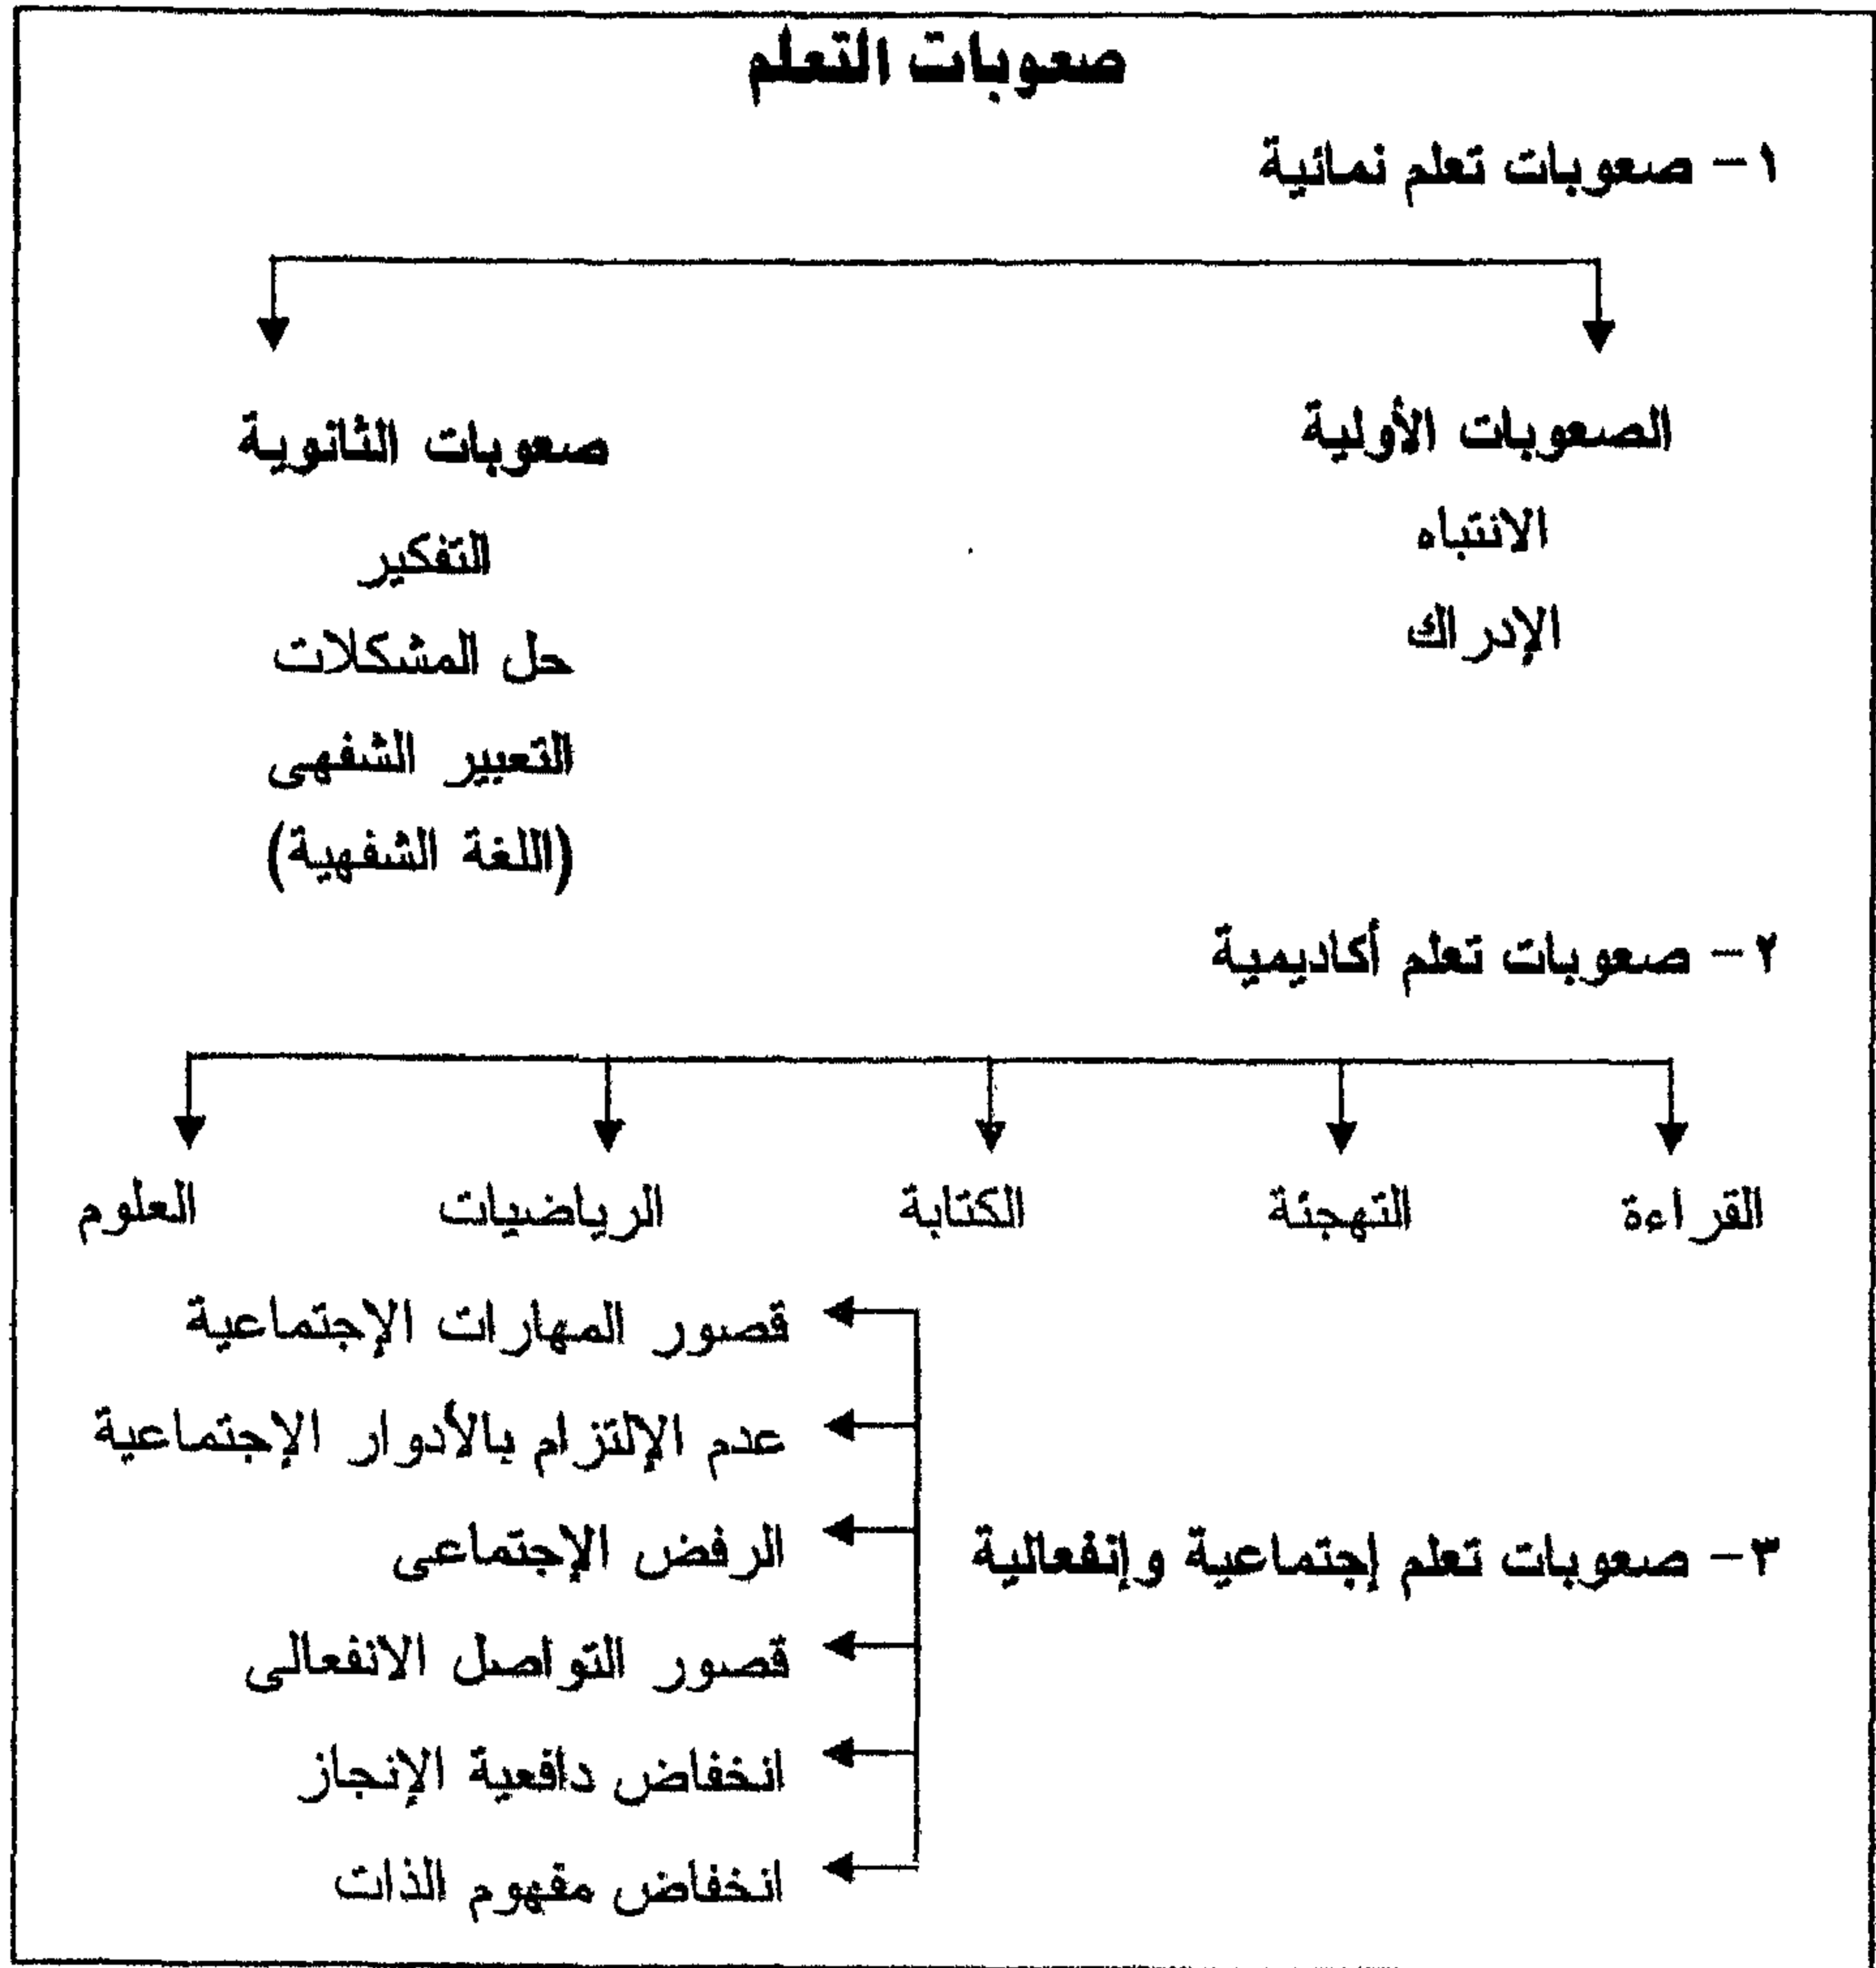 صعوبات التعلم
١- صعوبات تعلم نمائية
الصعوبات الأولية
الانتباه
الإدراك
صعوبات الثانوية
التفكير
حل المشكلات
التعبير الشفهى
(اللغة الشفهية)
٢- صعوبات تعلم أكاديمية
القراءة التهجئة الكتابة الرياضيات العلوم
٣- صعوبات تعلم إجتماعية وإنفعالية
قصور المهارات الإجتماعية
عدم الإلتزام بالأدوار الإجتماعية
الرفض الإجتماعى
قصور التواصل الانفعالى
انخفاض دافعية الإنجاز
انخفاض مفهوم الذات